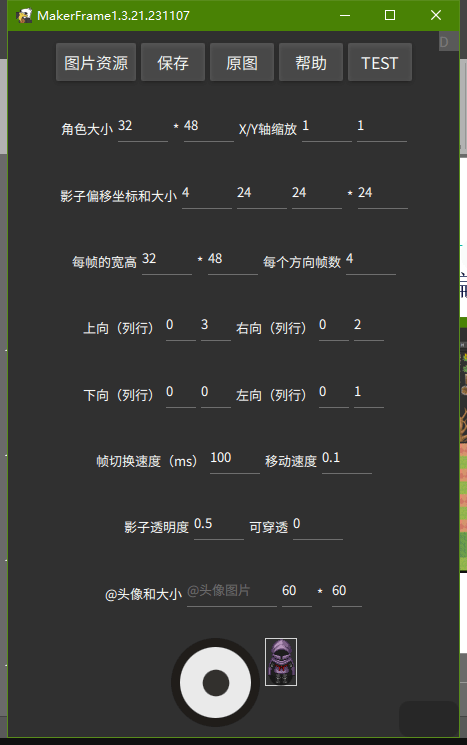 MakerFrame1.3.21.231107
D
图片资源 保存 原图 帮助 TEST
角色大小 32 * 48 X/Y轴缩放 1 1
影子偏移坐标和大小 4 24 24 * 24
每帧的宽高 32 * 48 每个方向帧数 4
上向（列行） 0 3 右向（列行） 0 2
下向（列行） 0 0 左向（列行） 0 1
帧切换速度（ms） 100 移动速度 0.1
影子透明度 0.5 可穿透 0
@头像和大小 @头像图片 60 * 60